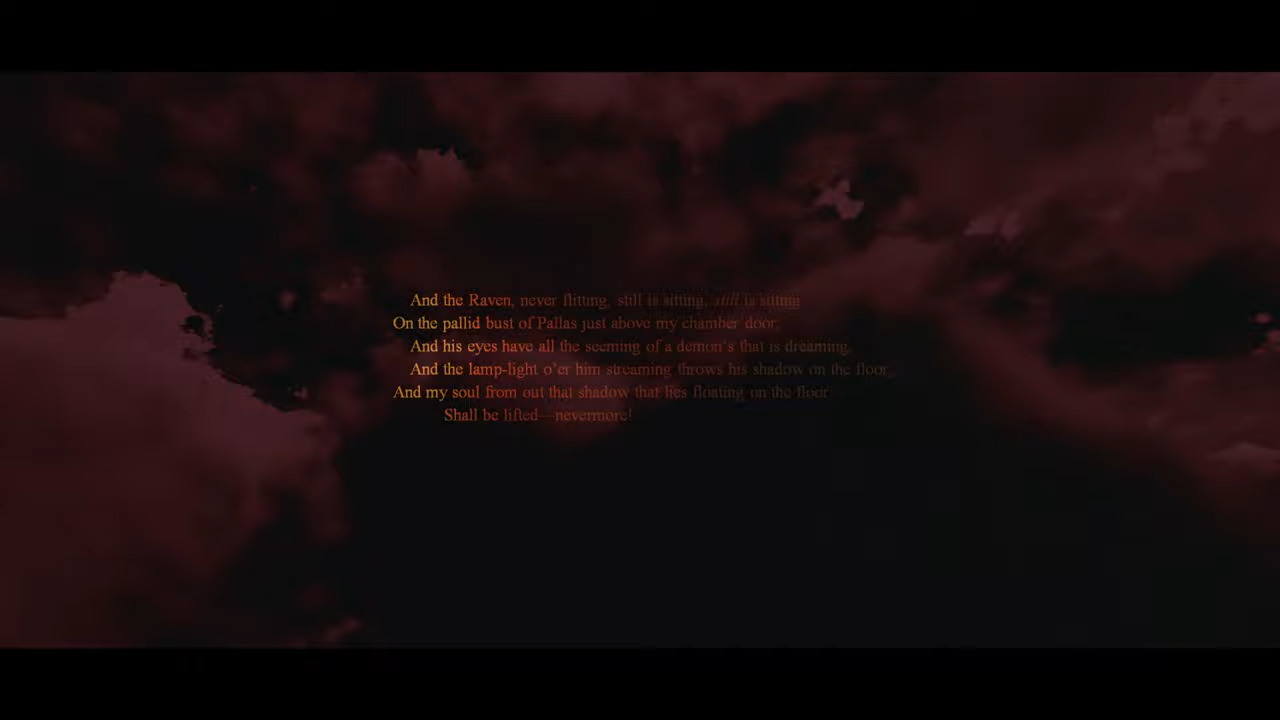 And the Raven, never flitting, still is sitting, still is sitting
On the pallid bust of Pallas just above my chamber door;
And his eyes have all the seeming of a demon's that is dreaming,
And the lamp-light o'er him streaming throws his shadow on the floor;
And my soul from out that shadow that lies floating on the floor
Shall be lifted—nevermore!